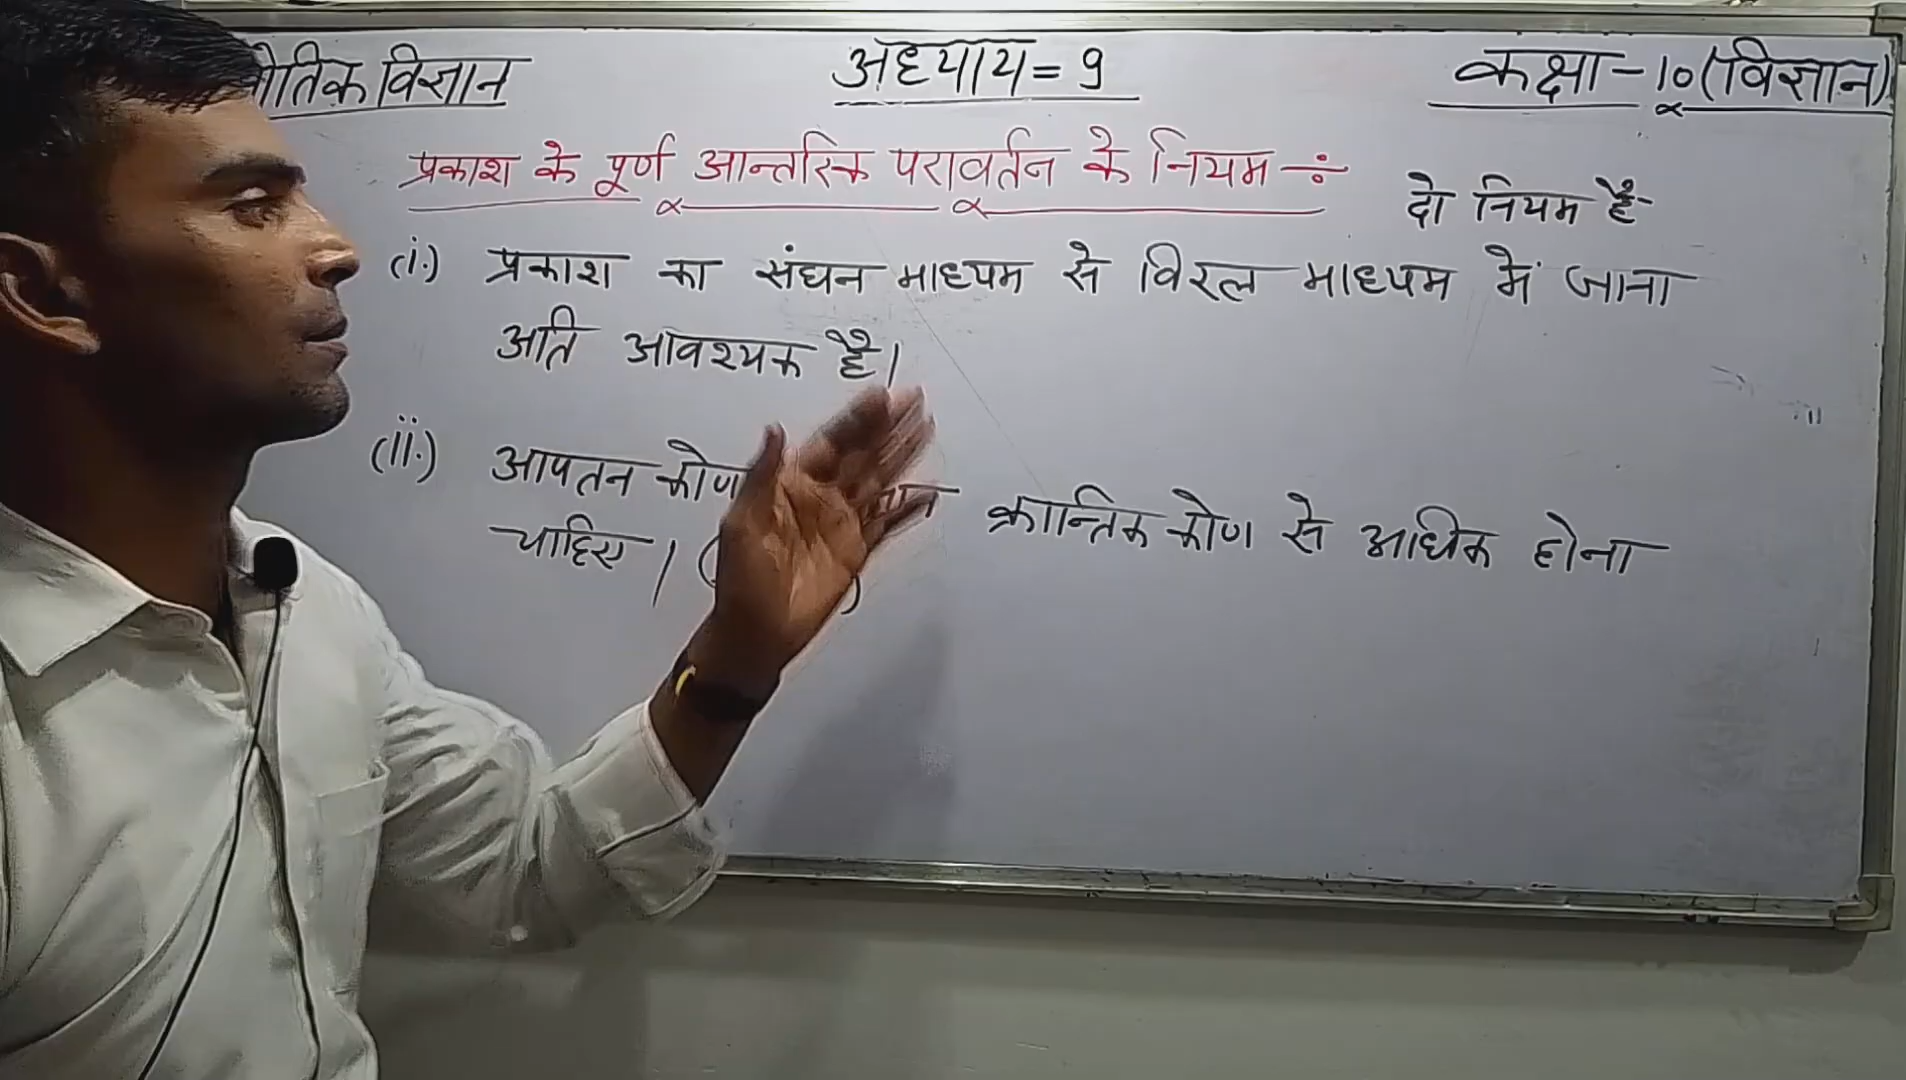 विज्ञान
अध्याय = 9
कक्षा - 10 (विज्ञान)
प्रकाश के पूर्ण आन्तरिक परावर्तन के नियम ÷
दो नियम हैं-
(i.) प्रकाश का संघन माध्यम से विरल माध्यम में जाना
अति आवश्यक है।
(ii.) आपतन कोण क्रान्तिक कोण से अधिक होना
चाहिए।